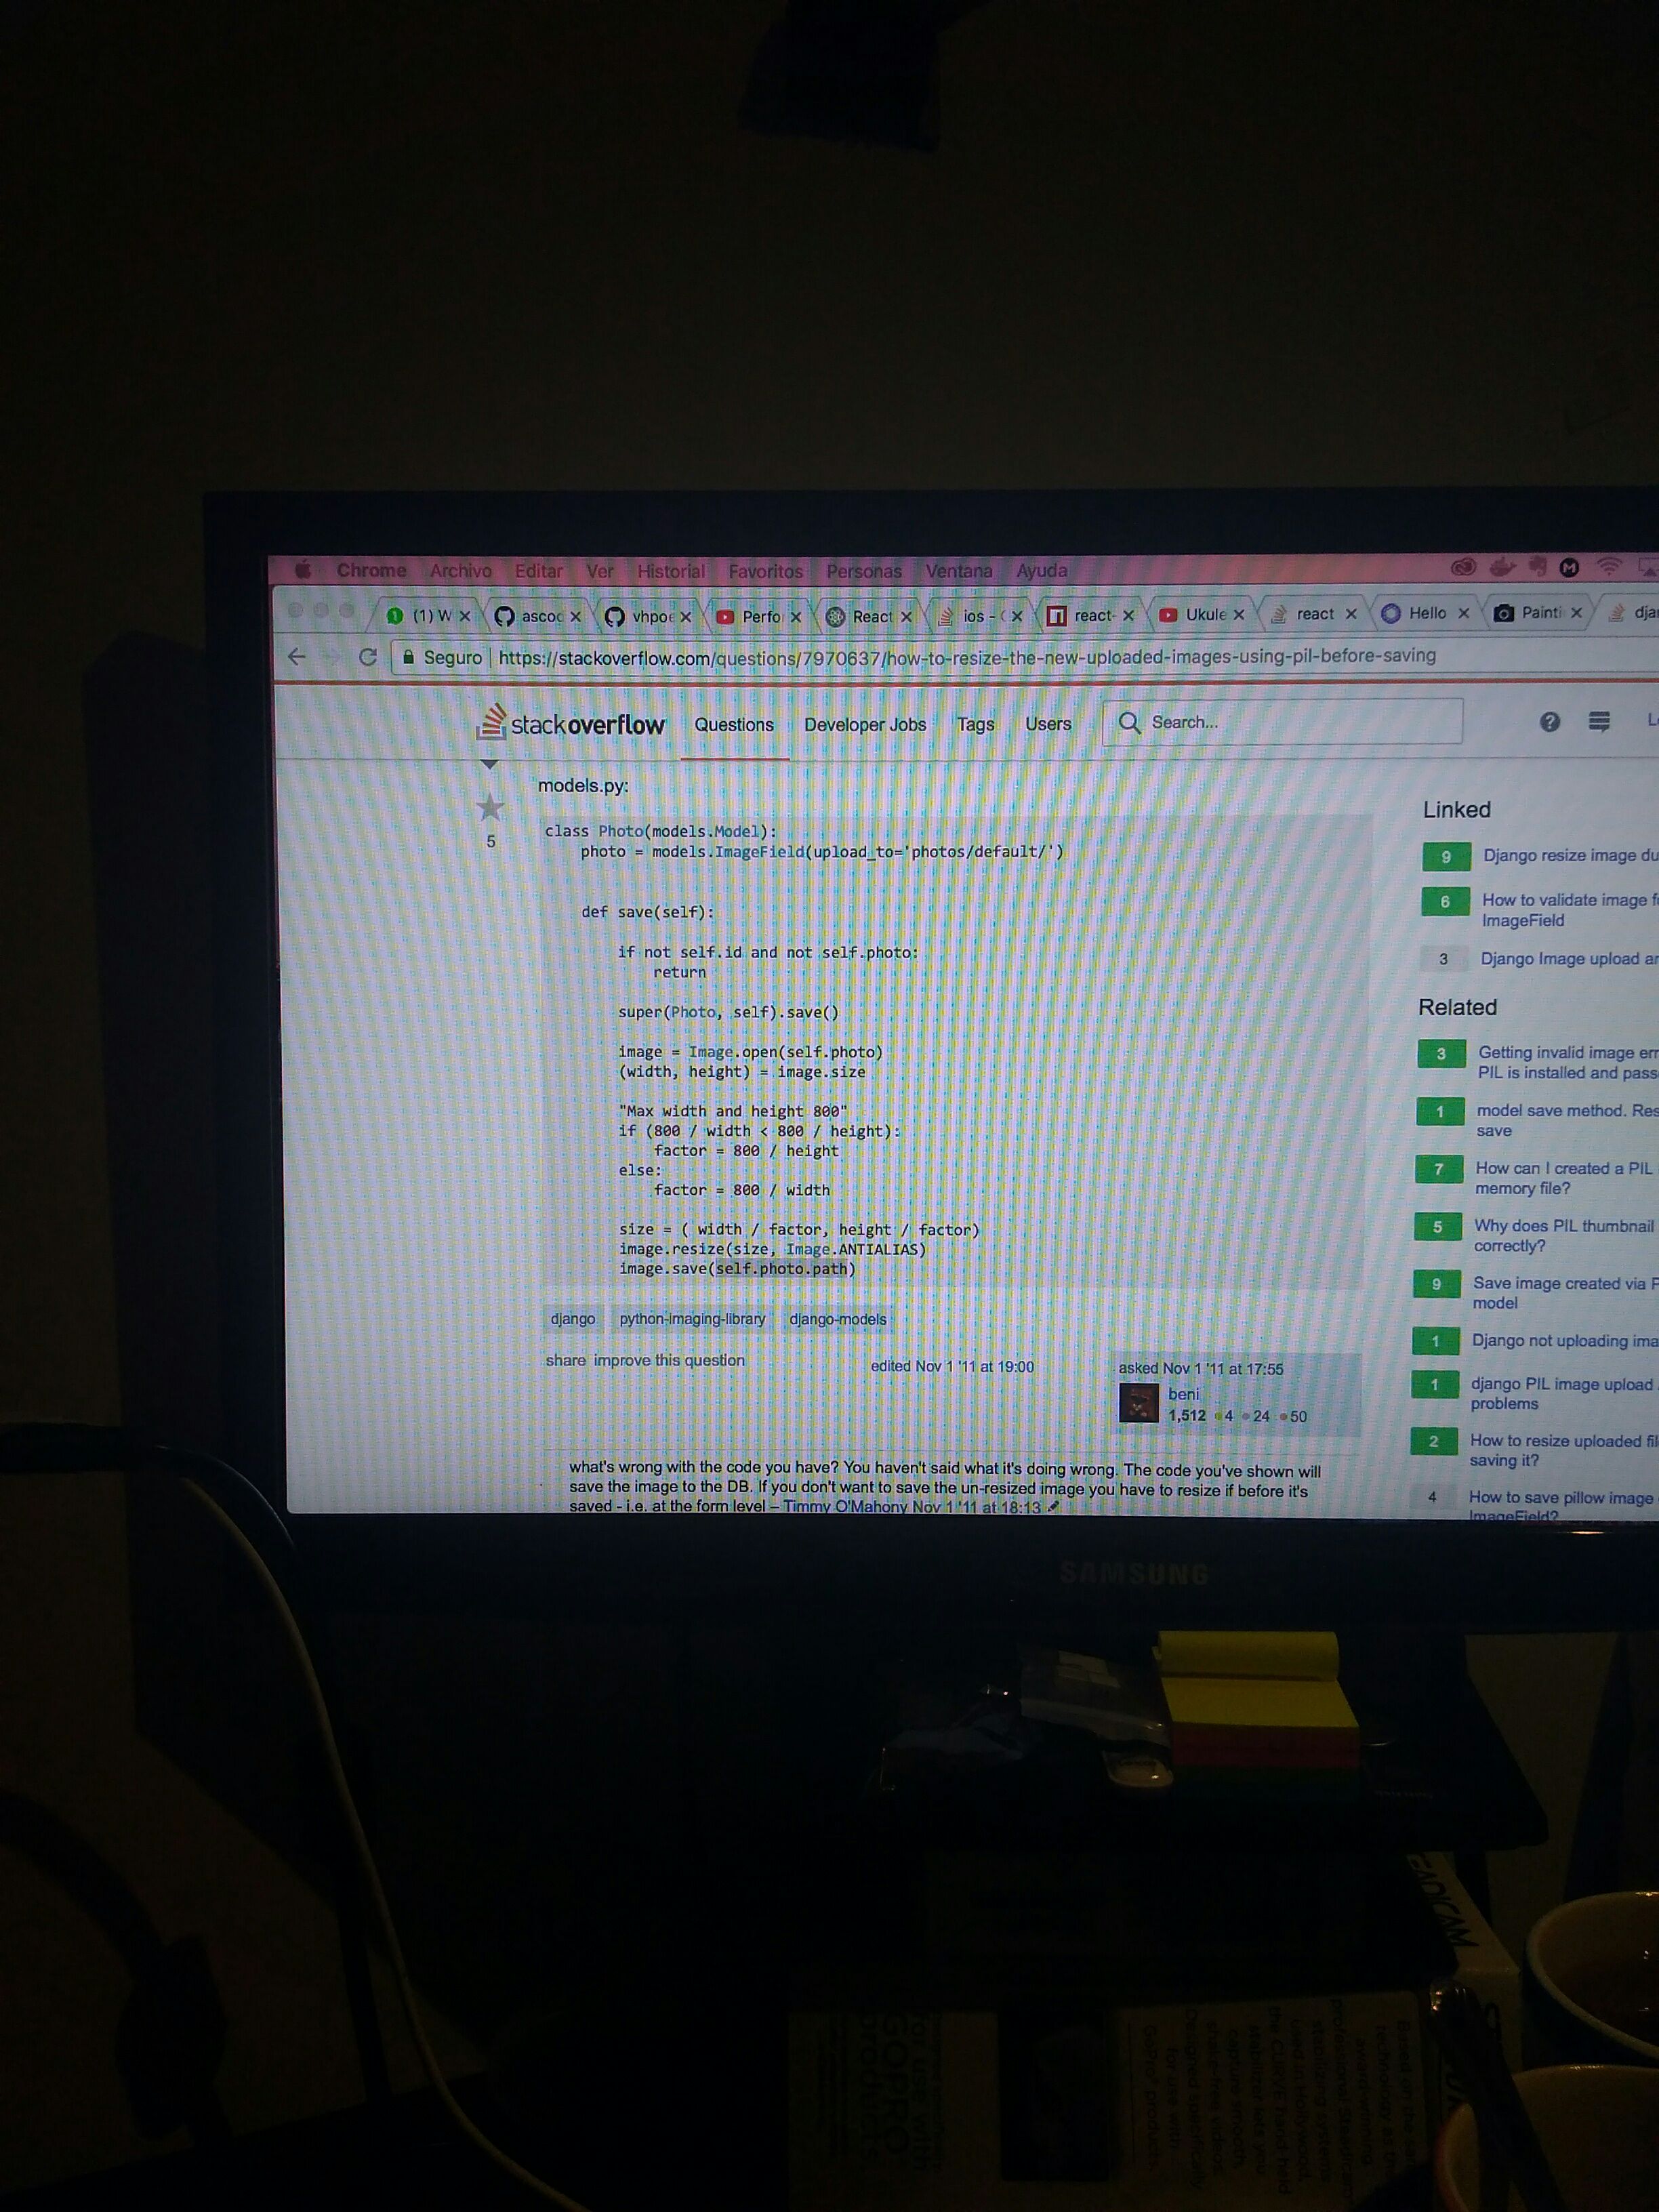 Chrome Archivo Editar Ver Historial Favoritos Personas Ventana Ayuda
(1) W ascoc vhpoe Perfo React ios - ( react- Ukule react Hello Painti djan
Seguro | https://stackoverflow.com/questions/7970637/how-to-resize-the-new-uploaded-images-using-pil-before-saving
stackoverflow Questions Developer Jobs Tags Users Search...
models.py:
5
class Photo(models.Model):
photo = models.ImageField(upload_to='photos/default/')
def save(self):
if not self.id and not self.photo:
return
super(Photo, self).save()
image = Image.open(self.photo)
(width, height) = image.size
"Max width and height 800"
if (800 / width < 800 / height):
factor = 800 / height
else:
factor = 800 / width
size = ( width / factor, height / factor)
image.resize(size, Image.ANTIALIAS)
image.save(self.photo.path)
django python-imaging-library django-models
share improve this question
edited Nov 1 '11 at 19:00
asked Nov 1 '11 at 17:55
beni
1,512 4 24 50
what's wrong with the code you have? You haven't said what it's doing wrong. The code you've shown will
save the image to the DB. If you don't want to save the un-resized image you have to resize if before it's
saved - i.e. at the form level – Timmy O'Mahony Nov 1 '11 at 18:13
Linked
9 Django resize image du
6 How to validate image f
ImageField
3 Django Image upload a
Related
3 Getting invalid image err
PIL is installed and pass
1 model save method. Res
save
7 How can I created a PIL
memory file?
5 Why does PIL thumbnail
correctly?
9 Save image created via P
model
1 Django not uploading ima
1 django PIL image upload
problems
2 How to resize uploaded fil
saving it?
4 How to save pillow image
ImageField?
SAMSUNG
GOPRO
Designed specifically
for use with
GoPro products